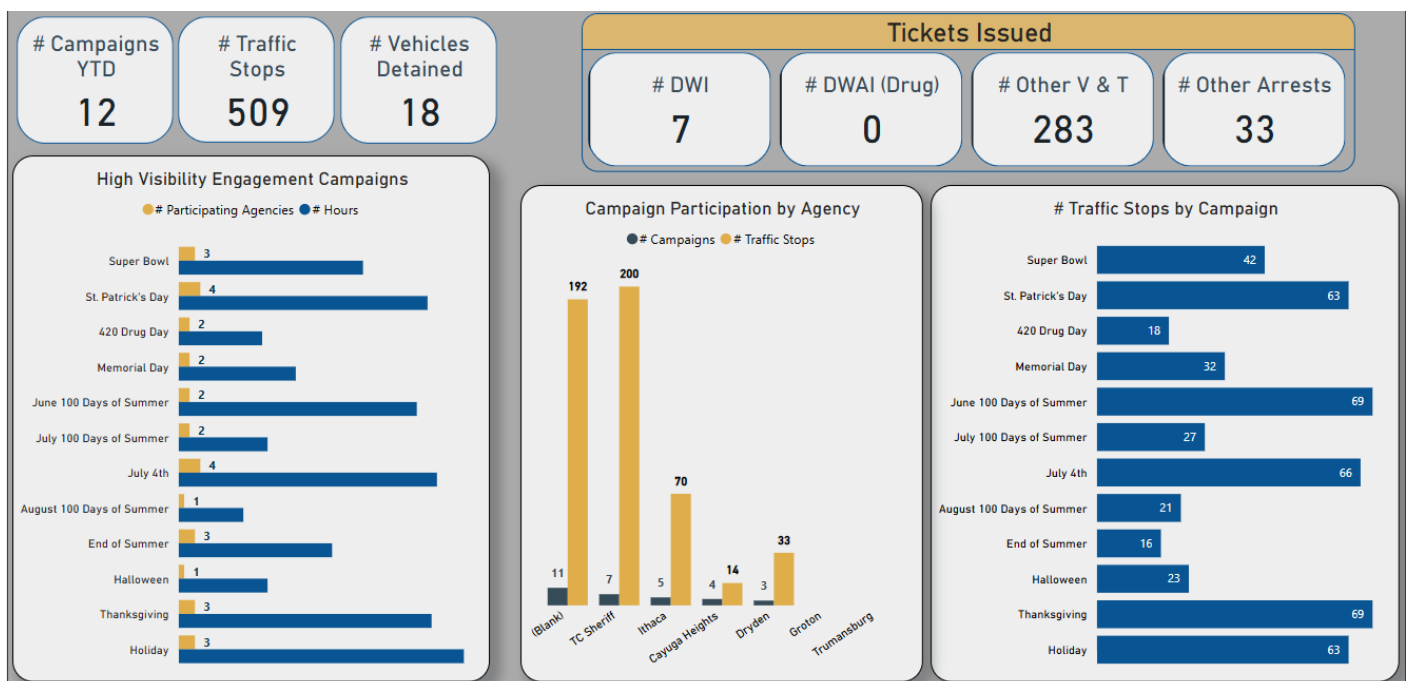 # Campaigns
YTD
12
# Traffic
Stops
509
# Vehicles
Detained
18
Tickets Issued
# DWI
7
# DWAI (Drug)
0
# Other V & T
283
# Other Arrests
33
High Visibility Engagement Campaigns
# Participating Agencies # Hours
Super Bowl 3
St. Patrick's Day 4
420 Drug Day 2
Memorial Day 2
June 100 Days of Summer 2
July 100 Days of Summer 2
July 4th 4
August 100 Days of Summer 1
End of Summer 3
Halloween 1
Thanksgiving 3
Holiday 3
Campaign Participation by Agency
# Campaigns # Traffic Stops
192
200
70
14
33
11
7
5
4
3
(Blank)
TC Sheriff
Ithaca
Cayuga Heights
Dryden
Groton
Trumansburg
# Traffic Stops by Campaign
Super Bowl 42
St. Patrick's Day 63
420 Drug Day 18
Memorial Day 32
June 100 Days of Summer 69
July 100 Days of Summer 27
July 4th 66
August 100 Days of Summer 21
End of Summer 16
Halloween 23
Thanksgiving 69
Holiday 63